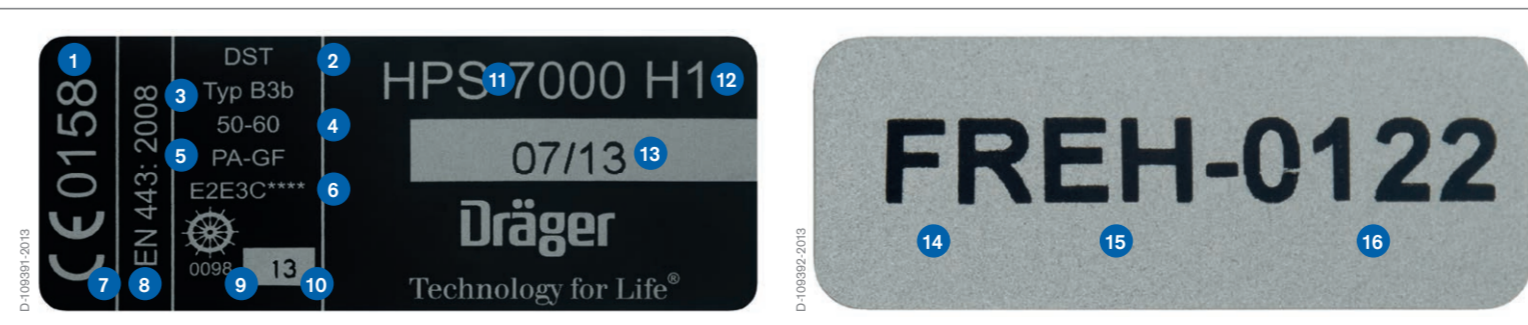 D-109391-2013
1
CE 0158
7
EN 443: 2008
8
DST
2
3
Typ B3b
50-60
4
5
PA-GF
E2E3C****
6
0098
9
13
10
HPS 7000 H1
11
12
07/13
13
Dräger
Technology for Life®
D-109392-2013
FREH-0122
14
15
16